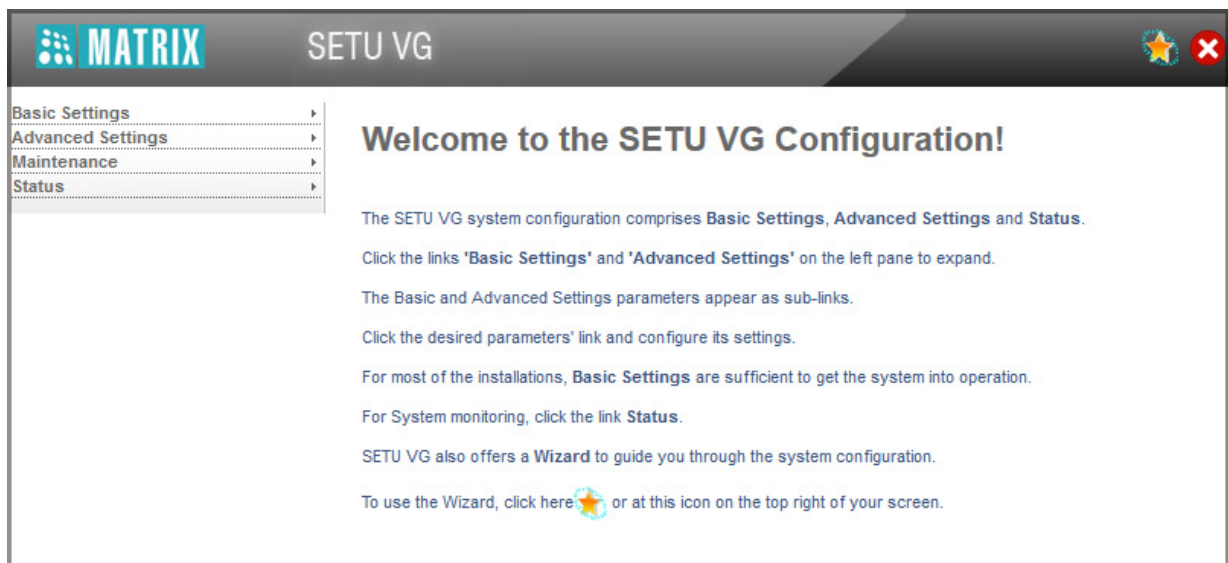 MATRIX SETU VG
Basic Settings
Advanced Settings
Maintenance
Status
Welcome to the SETU VG Configuration!
The SETU VG system configuration comprises Basic Settings, Advanced Settings and Status.
Click the links 'Basic Settings' and 'Advanced Settings' on the left pane to expand.
The Basic and Advanced Settings parameters appear as sub-links.
Click the desired parameters' link and configure its settings.
For most of the installations, Basic Settings are sufficient to get the system into operation.
For System monitoring, click the link Status.
SETU VG also offers a Wizard to guide you through the system configuration.
To use the Wizard, click here or at this icon on the top right of your screen.